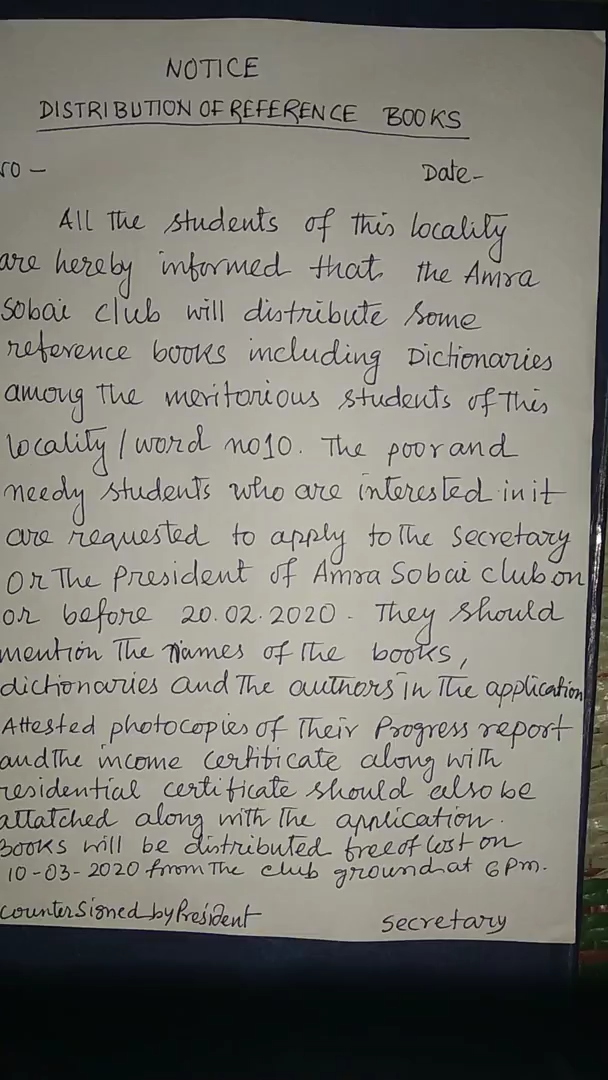 NOTICE
DISTRIBUTION OF REFERENCE BOOKS
TO -
Date-
All the students of this locality
are hereby informed that the Amra
Sobai club will distribute some
reference books including Dictionaries
among The meritorious students of This
locality / word no10. The poor and
needy students who are interested in it
are requested to apply to The Secretary
Or The President of Amra Sobai club on
or before 20.02.2020. They should
mention The Names of the books,
dictionaries and The authors in The application
Attested photocopies of Their Progress report
and The income certificate along with
residential certificate should also be
attatched along with The application.
Books will be distributed free of cost on
10-03-2020 from The club ground at 6 Pm.
Countersigned by President
Secretary